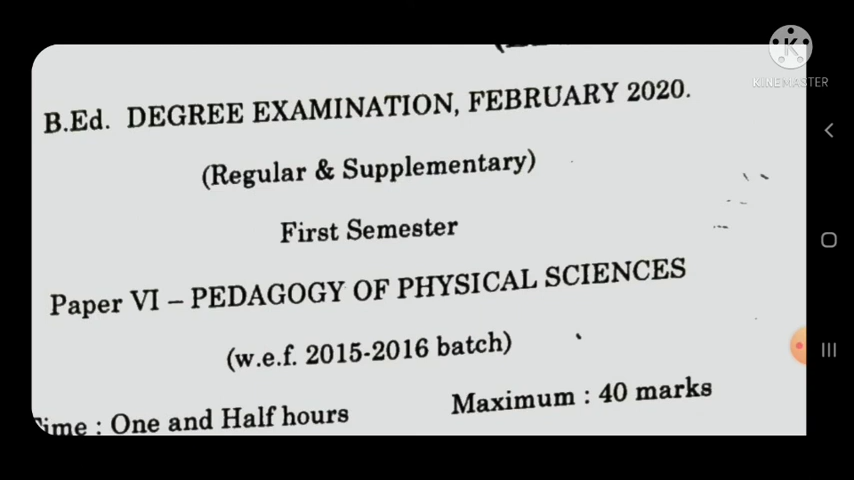 KINEMASTER
B.Ed. DEGREE EXAMINATION, FEBRUARY 2020.
(Regular & Supplementary)
First Semester
Paper VI – PEDAGOGY OF PHYSICAL SCIENCES
(w.e.f. 2015-2016 batch)
Time : One and Half hours Maximum : 40 marks